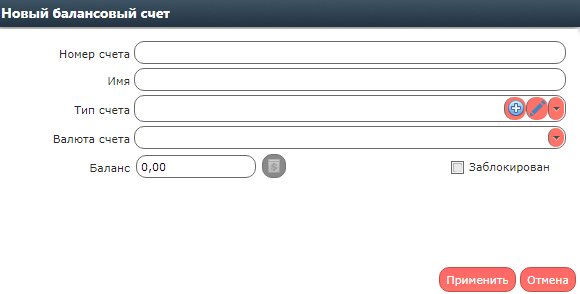 Новый балансовый счет
Номер счета
Имя
Тип счета
Валюта счета
Баланс 0,00 Заблокирован
Применить Отмена